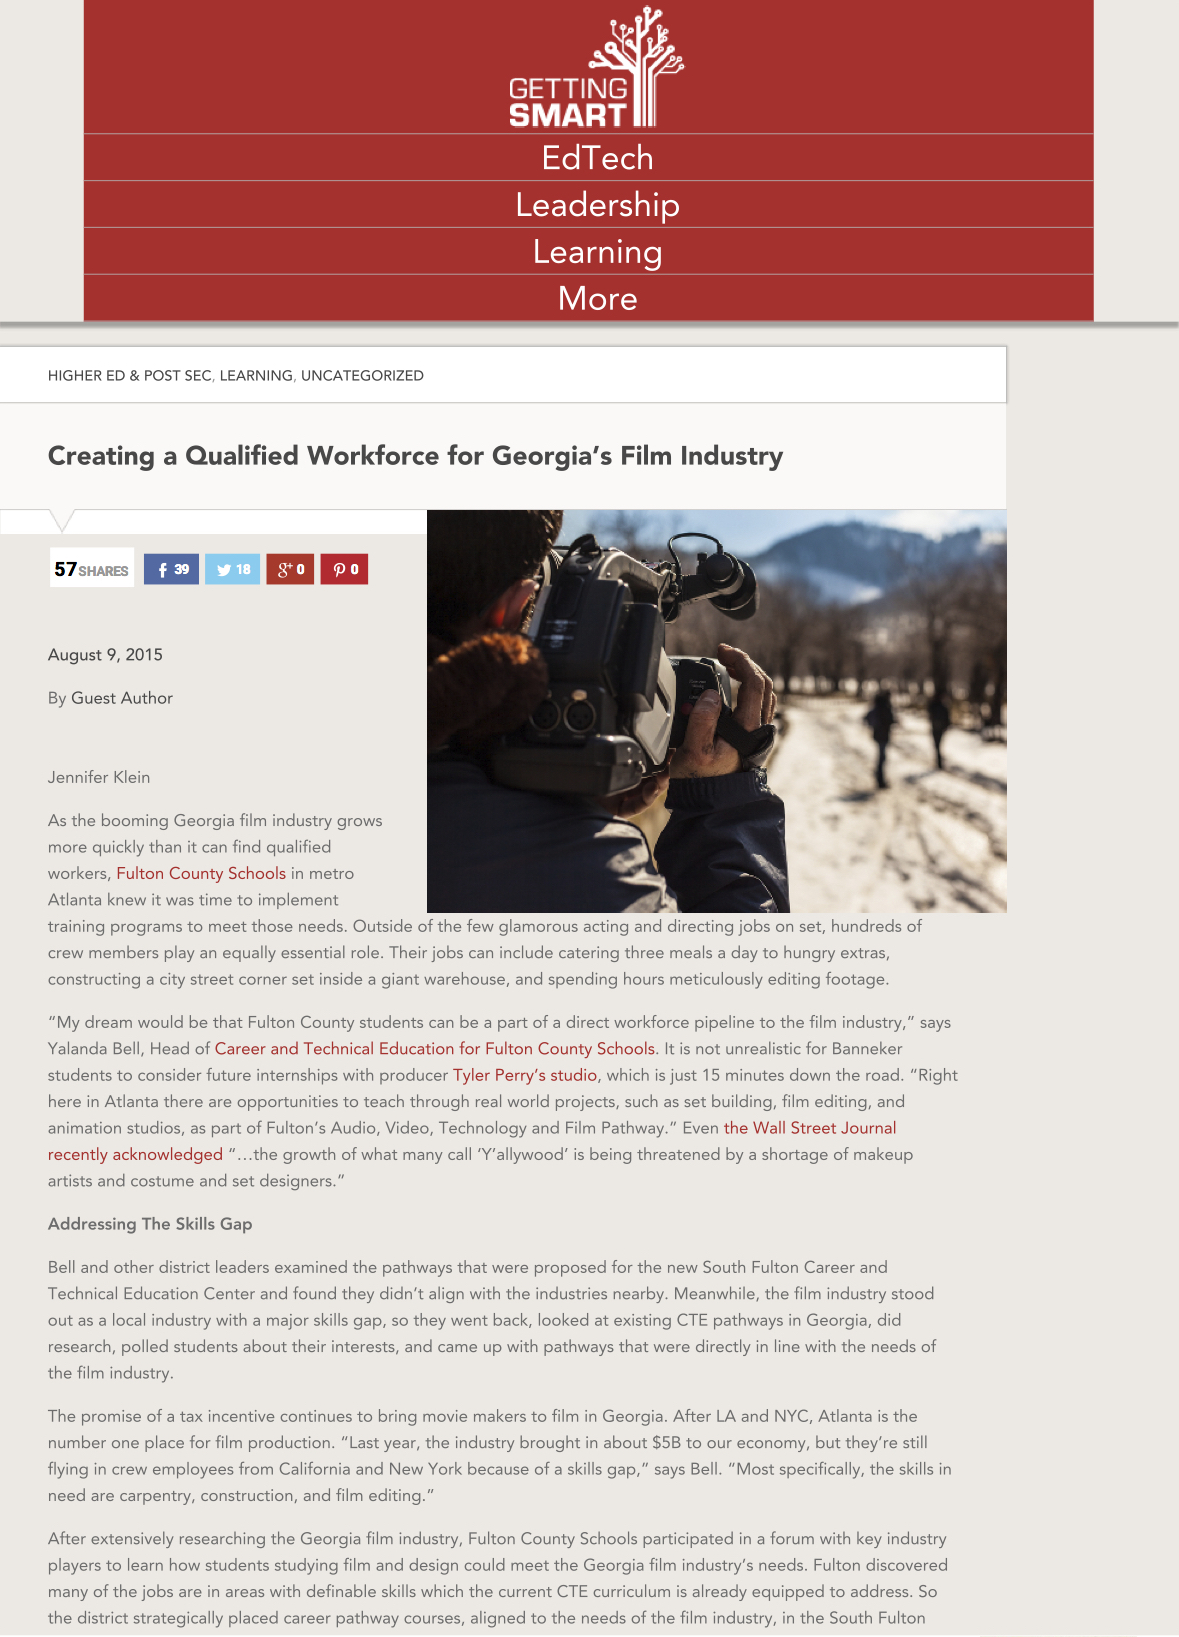 GETTING
SMART
EdTech
Leadership
Learning
More
HIGHER ED & POST SEC, LEARNING, UNCATEGORIZED
Creating a Qualified Workforce for Georgia’s Film Industry
57 SHARES
39
18
0
0
August 9, 2015
By Guest Author
Jennifer Klein
As the booming Georgia film industry grows
more quickly than it can find qualified
workers, Fulton County Schools in metro
Atlanta knew it was time to implement
training programs to meet those needs. Outside of the few glamorous acting and directing jobs on set, hundreds of
crew members play an equally essential role. Their jobs can include catering three meals a day to hungry extras,
constructing a city street corner set inside a giant warehouse, and spending hours meticulously editing footage.
“My dream would be that Fulton County students can be a part of a direct workforce pipeline to the film industry,” says
Yalanda Bell, Head of Career and Technical Education for Fulton County Schools. It is not unrealistic for Banneker
students to consider future internships with producer Tyler Perry’s studio, which is just 15 minutes down the road. “Right
here in Atlanta there are opportunities to teach through real world projects, such as set building, film editing, and
animation studios, as part of Fulton’s Audio, Video, Technology and Film Pathway.” Even the Wall Street Journal
recently acknowledged “…the growth of what many call ‘Y’allywood’ is being threatened by a shortage of makeup
artists and costume and set designers.”
Addressing The Skills Gap
Bell and other district leaders examined the pathways that were proposed for the new South Fulton Career and
Technical Education Center and found they didn’t align with the industries nearby. Meanwhile, the film industry stood
out as a local industry with a major skills gap, so they went back, looked at existing CTE pathways in Georgia, did
research, polled students about their interests, and came up with pathways that were directly in line with the needs of
the film industry.
The promise of a tax incentive continues to bring movie makers to film in Georgia. After LA and NYC, Atlanta is the
number one place for film production. “Last year, the industry brought in about $5B to our economy, but they’re still
flying in crew employees from California and New York because of a skills gap,” says Bell. “Most specifically, the skills in
need are carpentry, construction, and film editing.”
After extensively researching the Georgia film industry, Fulton County Schools participated in a forum with key industry
players to learn how students studying film and design could meet the Georgia film industry’s needs. Fulton discovered
many of the jobs are in areas with definable skills which the current CTE curriculum is already equipped to address. So
the district strategically placed career pathway courses, aligned to the needs of the film industry, in the South Fulton